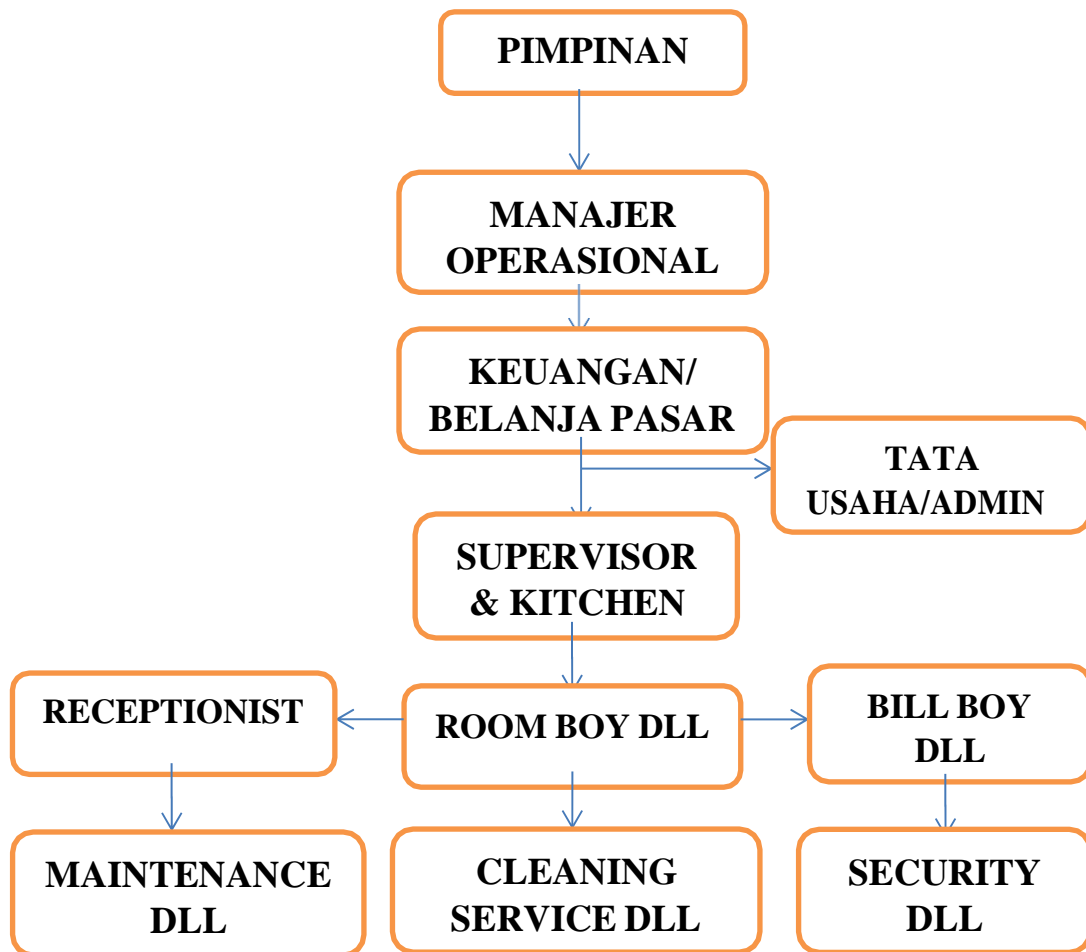 PIMPINAN
MANAJER
OPERASIONAL
KEUANGAN/
BELANJA PASAR
TATA
USAHA/ADMIN
SUPERVISOR
& KITCHEN
RECEPTIONIST
ROOM BOY DLL
BILL BOY
DLL
MAINTENANCE
DLL
CLEANING
SERVICE DLL
SECURITY
DLL